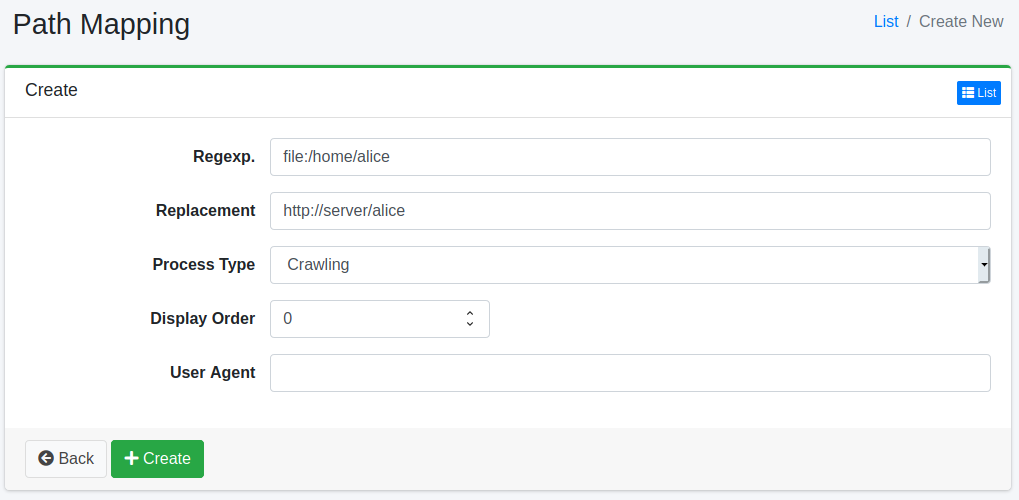 Path Mapping
List / Create New
Create
List
Regexp. file:/home/alice
Replacement http://server/alice
Process Type Crawling
Display Order 0
User Agent
Back Create